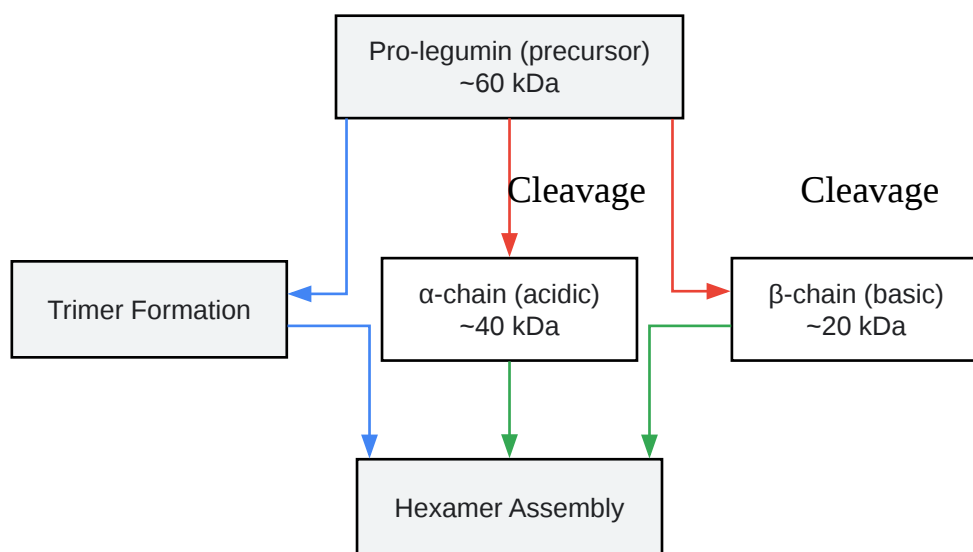 Pro-legumin (precursor)
~60 kDa
Cleavage
Cleavage
Trimer Formation
α-chain (acidic)
~40 kDa
β-chain (basic)
~20 kDa
Hexamer Assembly